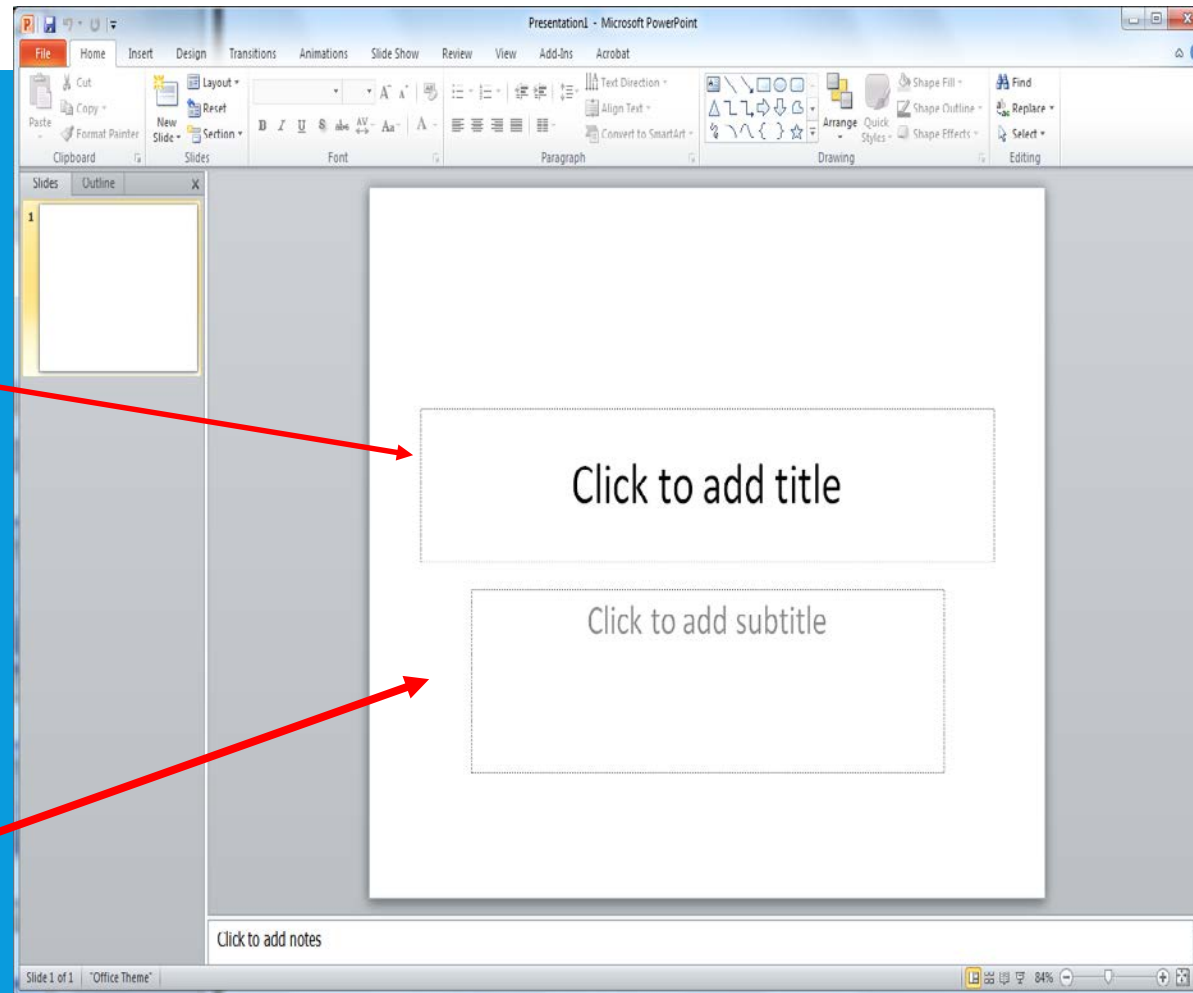 Presentation1 - Microsoft PowerPoint
File Home Insert Design Transitions Animations Slide Show Review View Add-Ins Acrobat
Paste
Cut
Copy
Format Painter
Clipboard
New
Slide
Layout
Reset
Section
Slides
B I U S abc AV Aa A
Font
Text Direction
Align Text
Convert to SmartArt
Paragraph
Arrange
Quick
Styles
Shape Fill
Shape Outline
Shape Effects
Drawing
Find
Replace
Select
Editing
Slides Outline X
1
Click to add title
Click to add subtitle
Click to add notes
Slide 1 of 1 "Office Theme" 84%